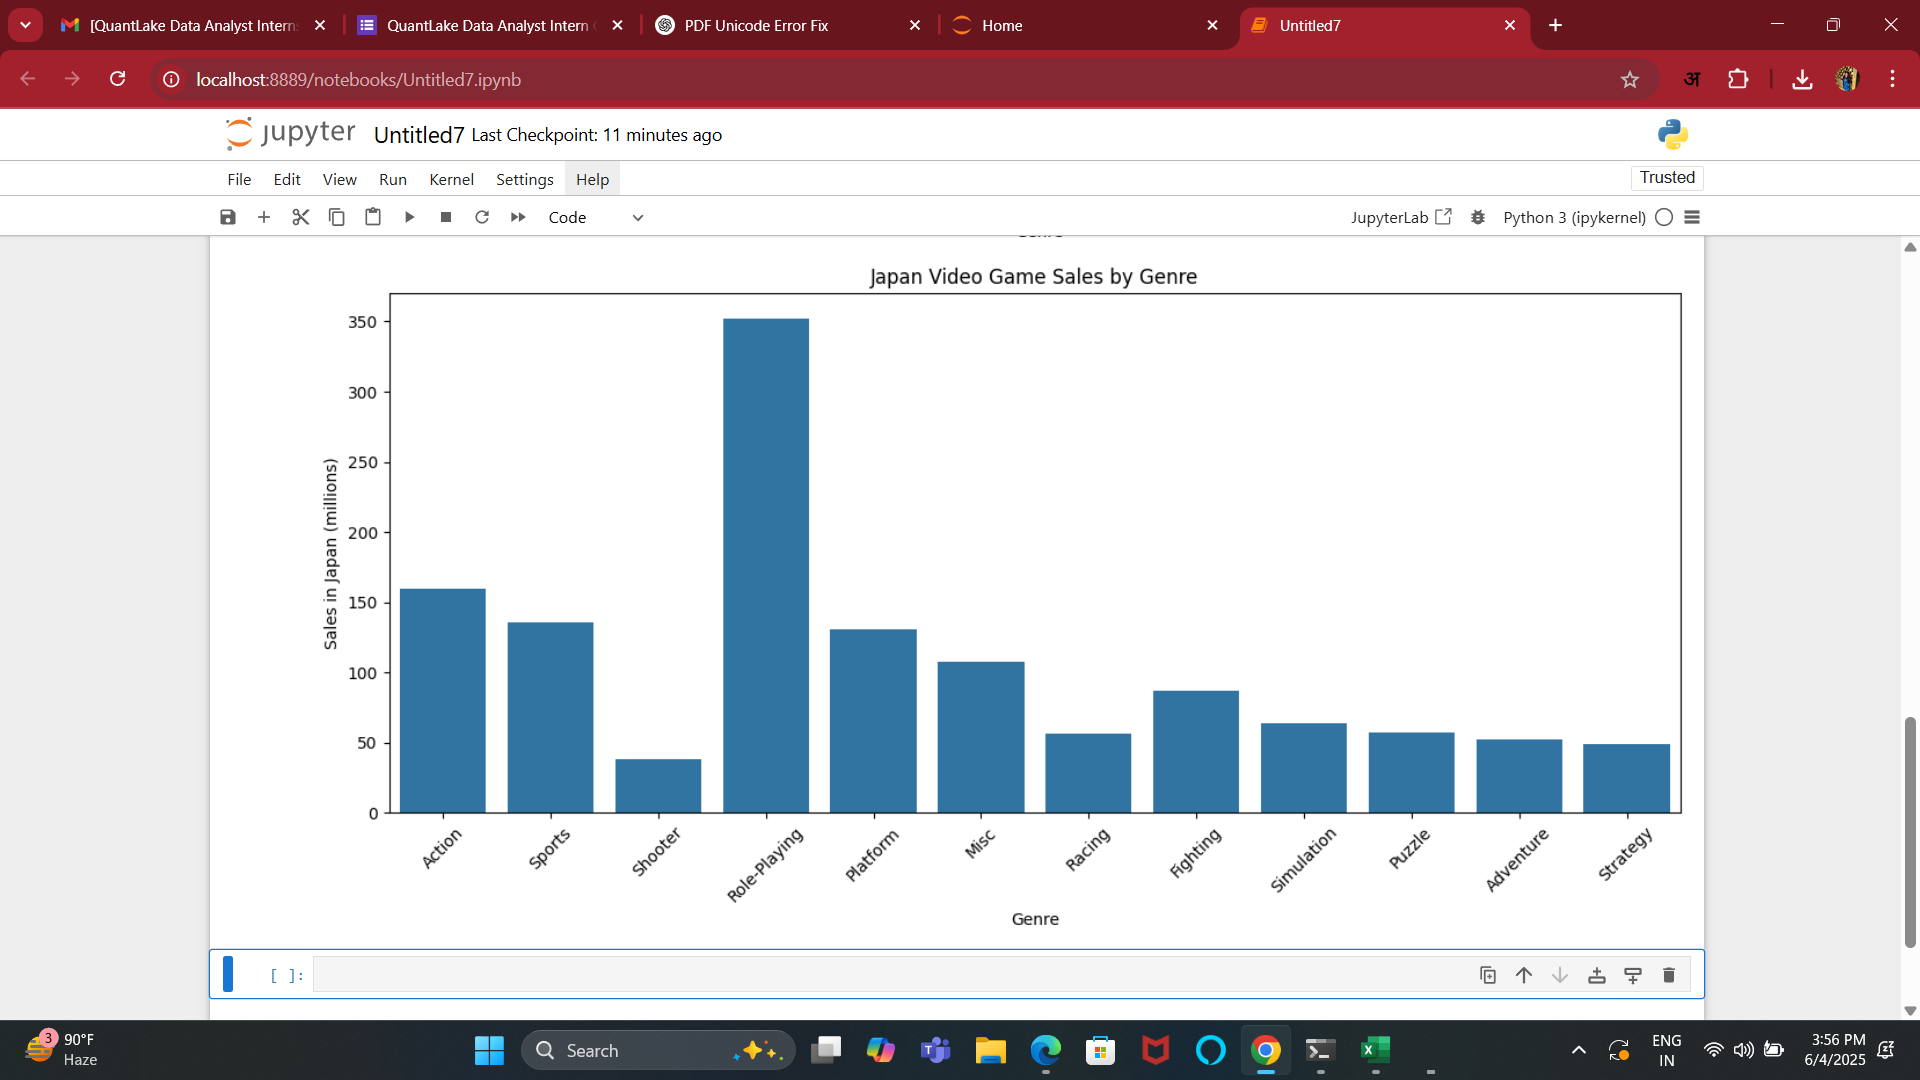 [QuantLake Data Analyst Intern
QuantLake Data Analyst Intern
PDF Unicode Error Fix
Home
Untitled7
localhost:8889/notebooks/Untitled7.ipynb
अ
jupyter
Untitled7 Last Checkpoint: 11 minutes ago
File Edit View Run Kernel Settings Help
Trusted
Code
JupyterLab
Python 3 (ipykernel)
Japan Video Game Sales by Genre
350
300
250
200
150
100
50
0
Sales in Japan (millions)
Action Sports Shooter Role-Playing Platform Misc Racing Fighting Simulation Puzzle Adventure Strategy
Genre
[ ]:
3
90°F
Haze
Search
ENG
IN
3:56 PM
6/4/2025